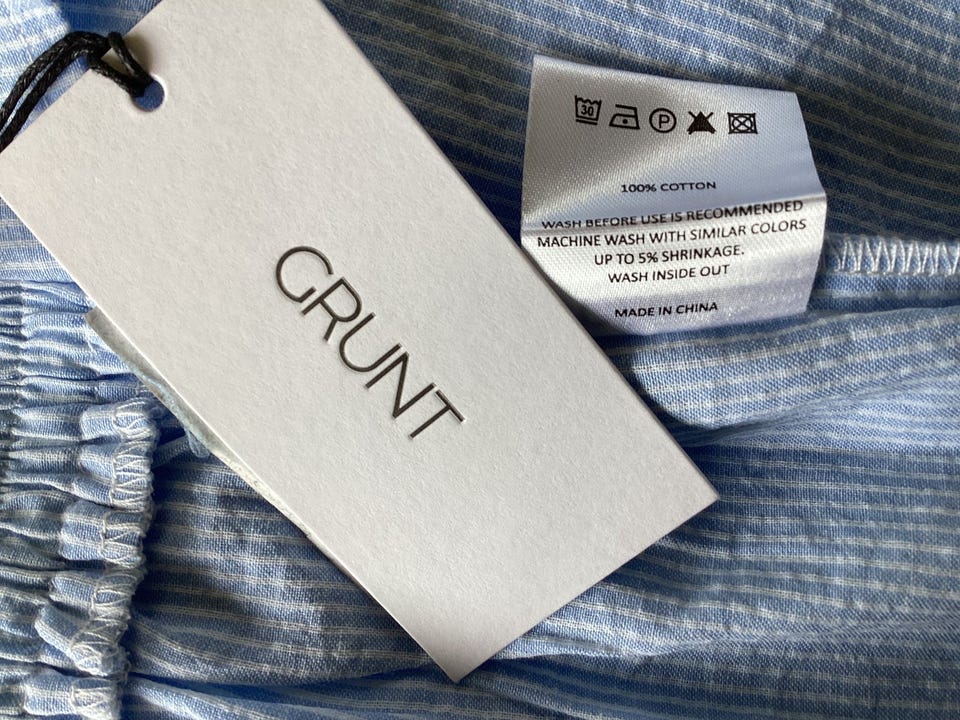 GRUNT
30 P
100% COTTON
WASH BEFORE USE IS RECOMMENDED
MACHINE WASH WITH SIMILAR COLORS
UP TO 5% SHRINKAGE.
WASH INSIDE OUT
MADE IN CHINA